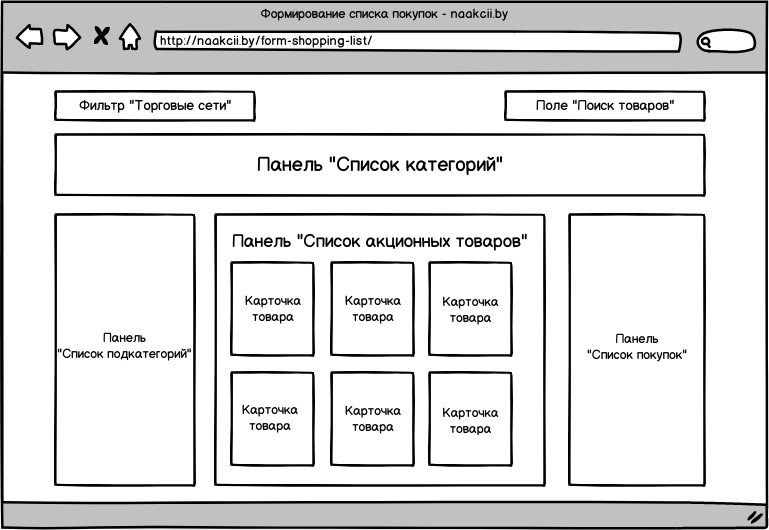 Формирование списка покупок - naakcii.by
http://naakcii.by/form-shopping-list/
Фильтр "Торговые сети"
Поле "Поиск товаров"
Панель "Список категорий"
Панель
"Список подкатегорий"
Панель "Список акционных товаров"
Карточка
товара
Карточка
товара
Карточка
товара
Карточка
товара
Карточка
товара
Карточка
товара
Панель
"Список покупок"